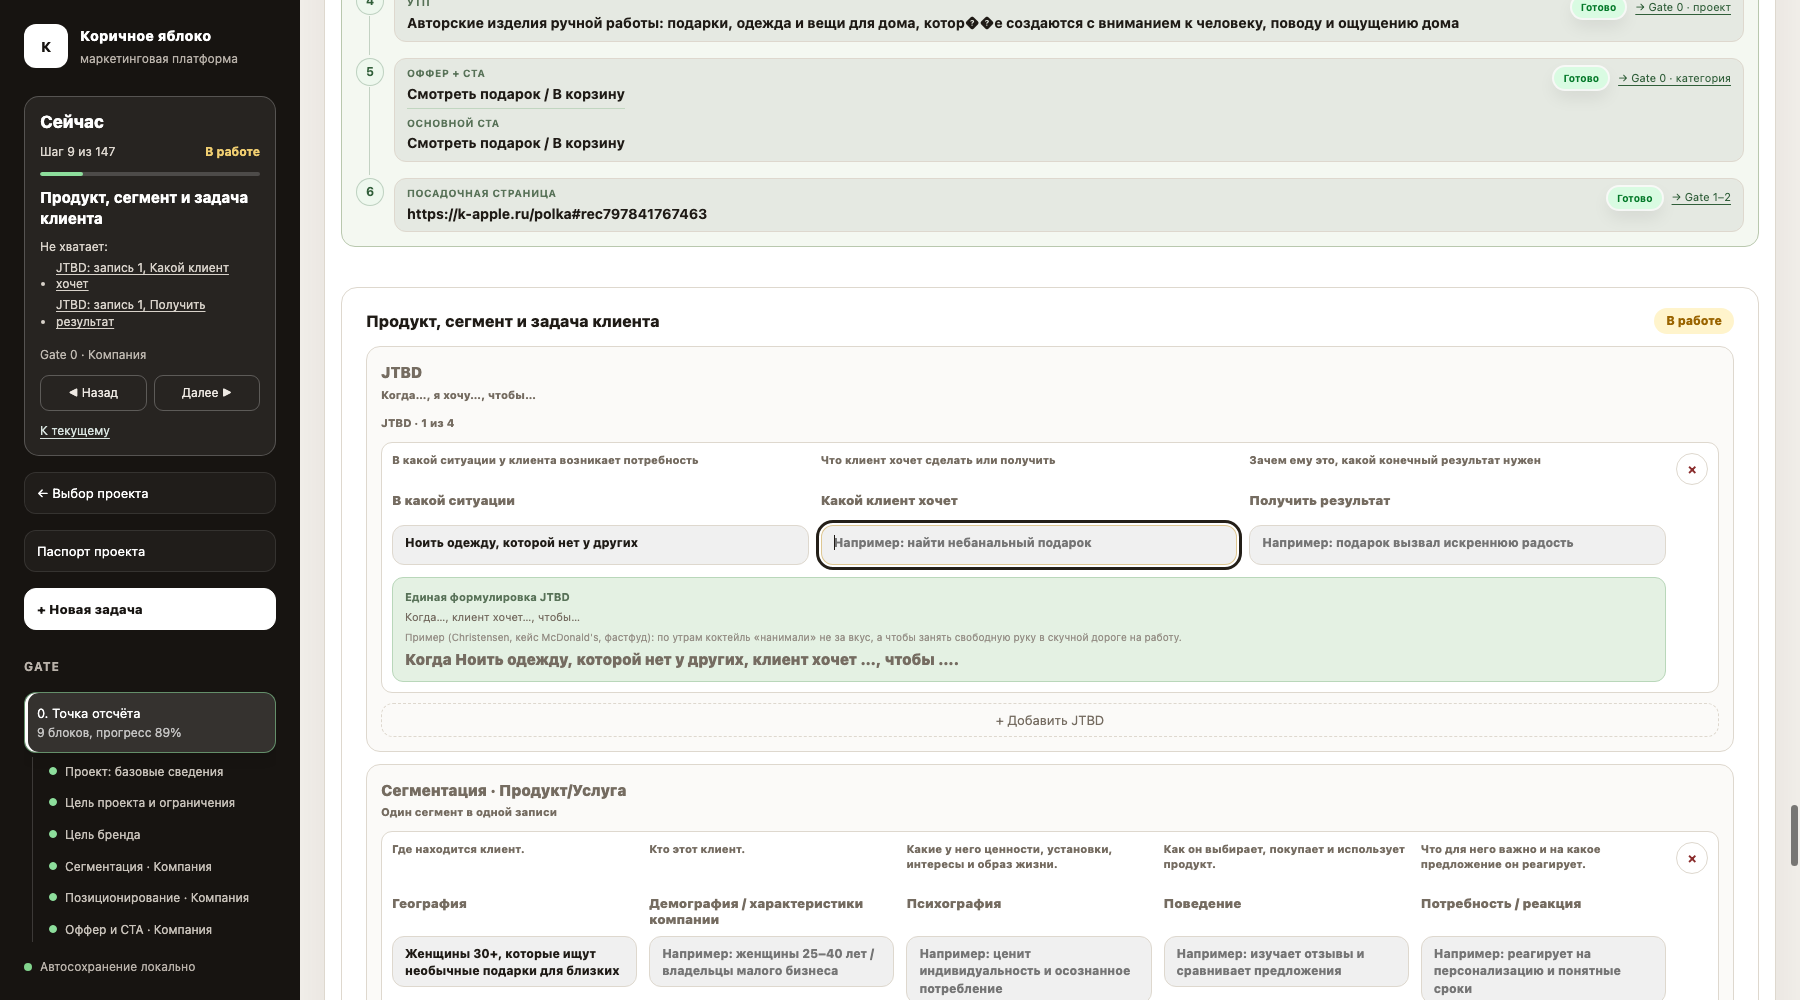 К
Коричное яблоко
маркетинговая платформа
Сейчас
Шаг 9 из 147
В работе
Продукт, сегмент и задача
клиента
Не хватает:
• JTBD: запись 1, Какой клиент
хочет
• JTBD: запись 1, Получить
результат
Gate 0 · Компания
◀ Назад
Далее ▶
К текущему
← Выбор проекта
Паспорт проекта
+ Новая задача
GATE
0. Точка отсчёта
9 блоков, прогресс 89%
Проект: базовые сведения
Цель проекта и ограничения
Цель бренда
Сегментация · Компания
Позиционирование · Компания
Оффер и СТА · Компания
Автосохранение локально
4
УТП
Авторские изделия ручной работы: подарки, одежда и вещи для дома, котор��е создаются с вниманием к человеку, поводу и ощущению дома
Готово
→ Gate 0 · проект
5
ОФФЕР + СТА
Смотреть подарок / В корзину
ОСНОВНОЙ СТА
Смотреть подарок / В корзину
Готово
→ Gate 0 · категория
6
ПОСАДОЧНАЯ СТРАНИЦА
https://k-apple.ru/polka#rec797841767463
Готово
→ Gate 1–2
Продукт, сегмент и задача клиента
В работе
JTBD
Когда..., я хочу..., чтобы...
JTBD · 1 из 4
В какой ситуации у клиента возникает потребность
Что клиент хочет сделать или получить
Зачем ему это, какой конечный результат нужен
×
В какой ситуации
Какой клиент хочет
Получить результат
Ноить одежду, которой нет у других
Например: найти небанальный подарок
Например: подарок вызвал искреннюю радость
Единая формулировка JTBD
Когда..., клиент хочет..., чтобы...
Пример (Christensen, кейс McDonald's, фастфуд): по утрам коктейль «нанимали» не за вкус, а чтобы занять свободную руку в скучной дороге на работу.
Когда Ноить одежду, которой нет у других, клиент хочет ..., чтобы ....
+ Добавить JTBD
Сегментация · Продукт/Услуга
Один сегмент в одной записи
Где находится клиент.
Кто этот клиент.
Какие у него ценности, установки,
интересы и образ жизни.
Как он выбирает, покупает и использует
продукт.
Что для него важно и на какое
предложение он реагирует.
×
География
Демография / характеристики
компании
Психография
Поведение
Потребность / реакция
Женщины 30+, которые ищут
необычные подарки для близких
Например: женщины 25–40 лет /
владельцы малого бизнеса
Например: ценит
индивидуальность и осознанное
потребление
Например: изучает отзывы и
сравнивает предложения
Например: реагирует на
персонализацию и понятные
сроки